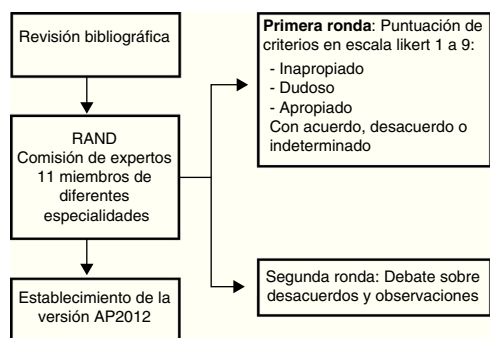 Revisión bibliográfica
RAND
Comisión de expertos
11 miembros de
diferentes
especialidades
Establecimiento de la
versión AP2012
Primera ronda: Puntuación de
criterios en escala likert 1 a 9:
- Inapropiado
- Dudoso
- Apropiado
Con acuerdo, desacuerdo o
indeterminado
Segunda ronda: Debate sobre
desacuerdos y observaciones